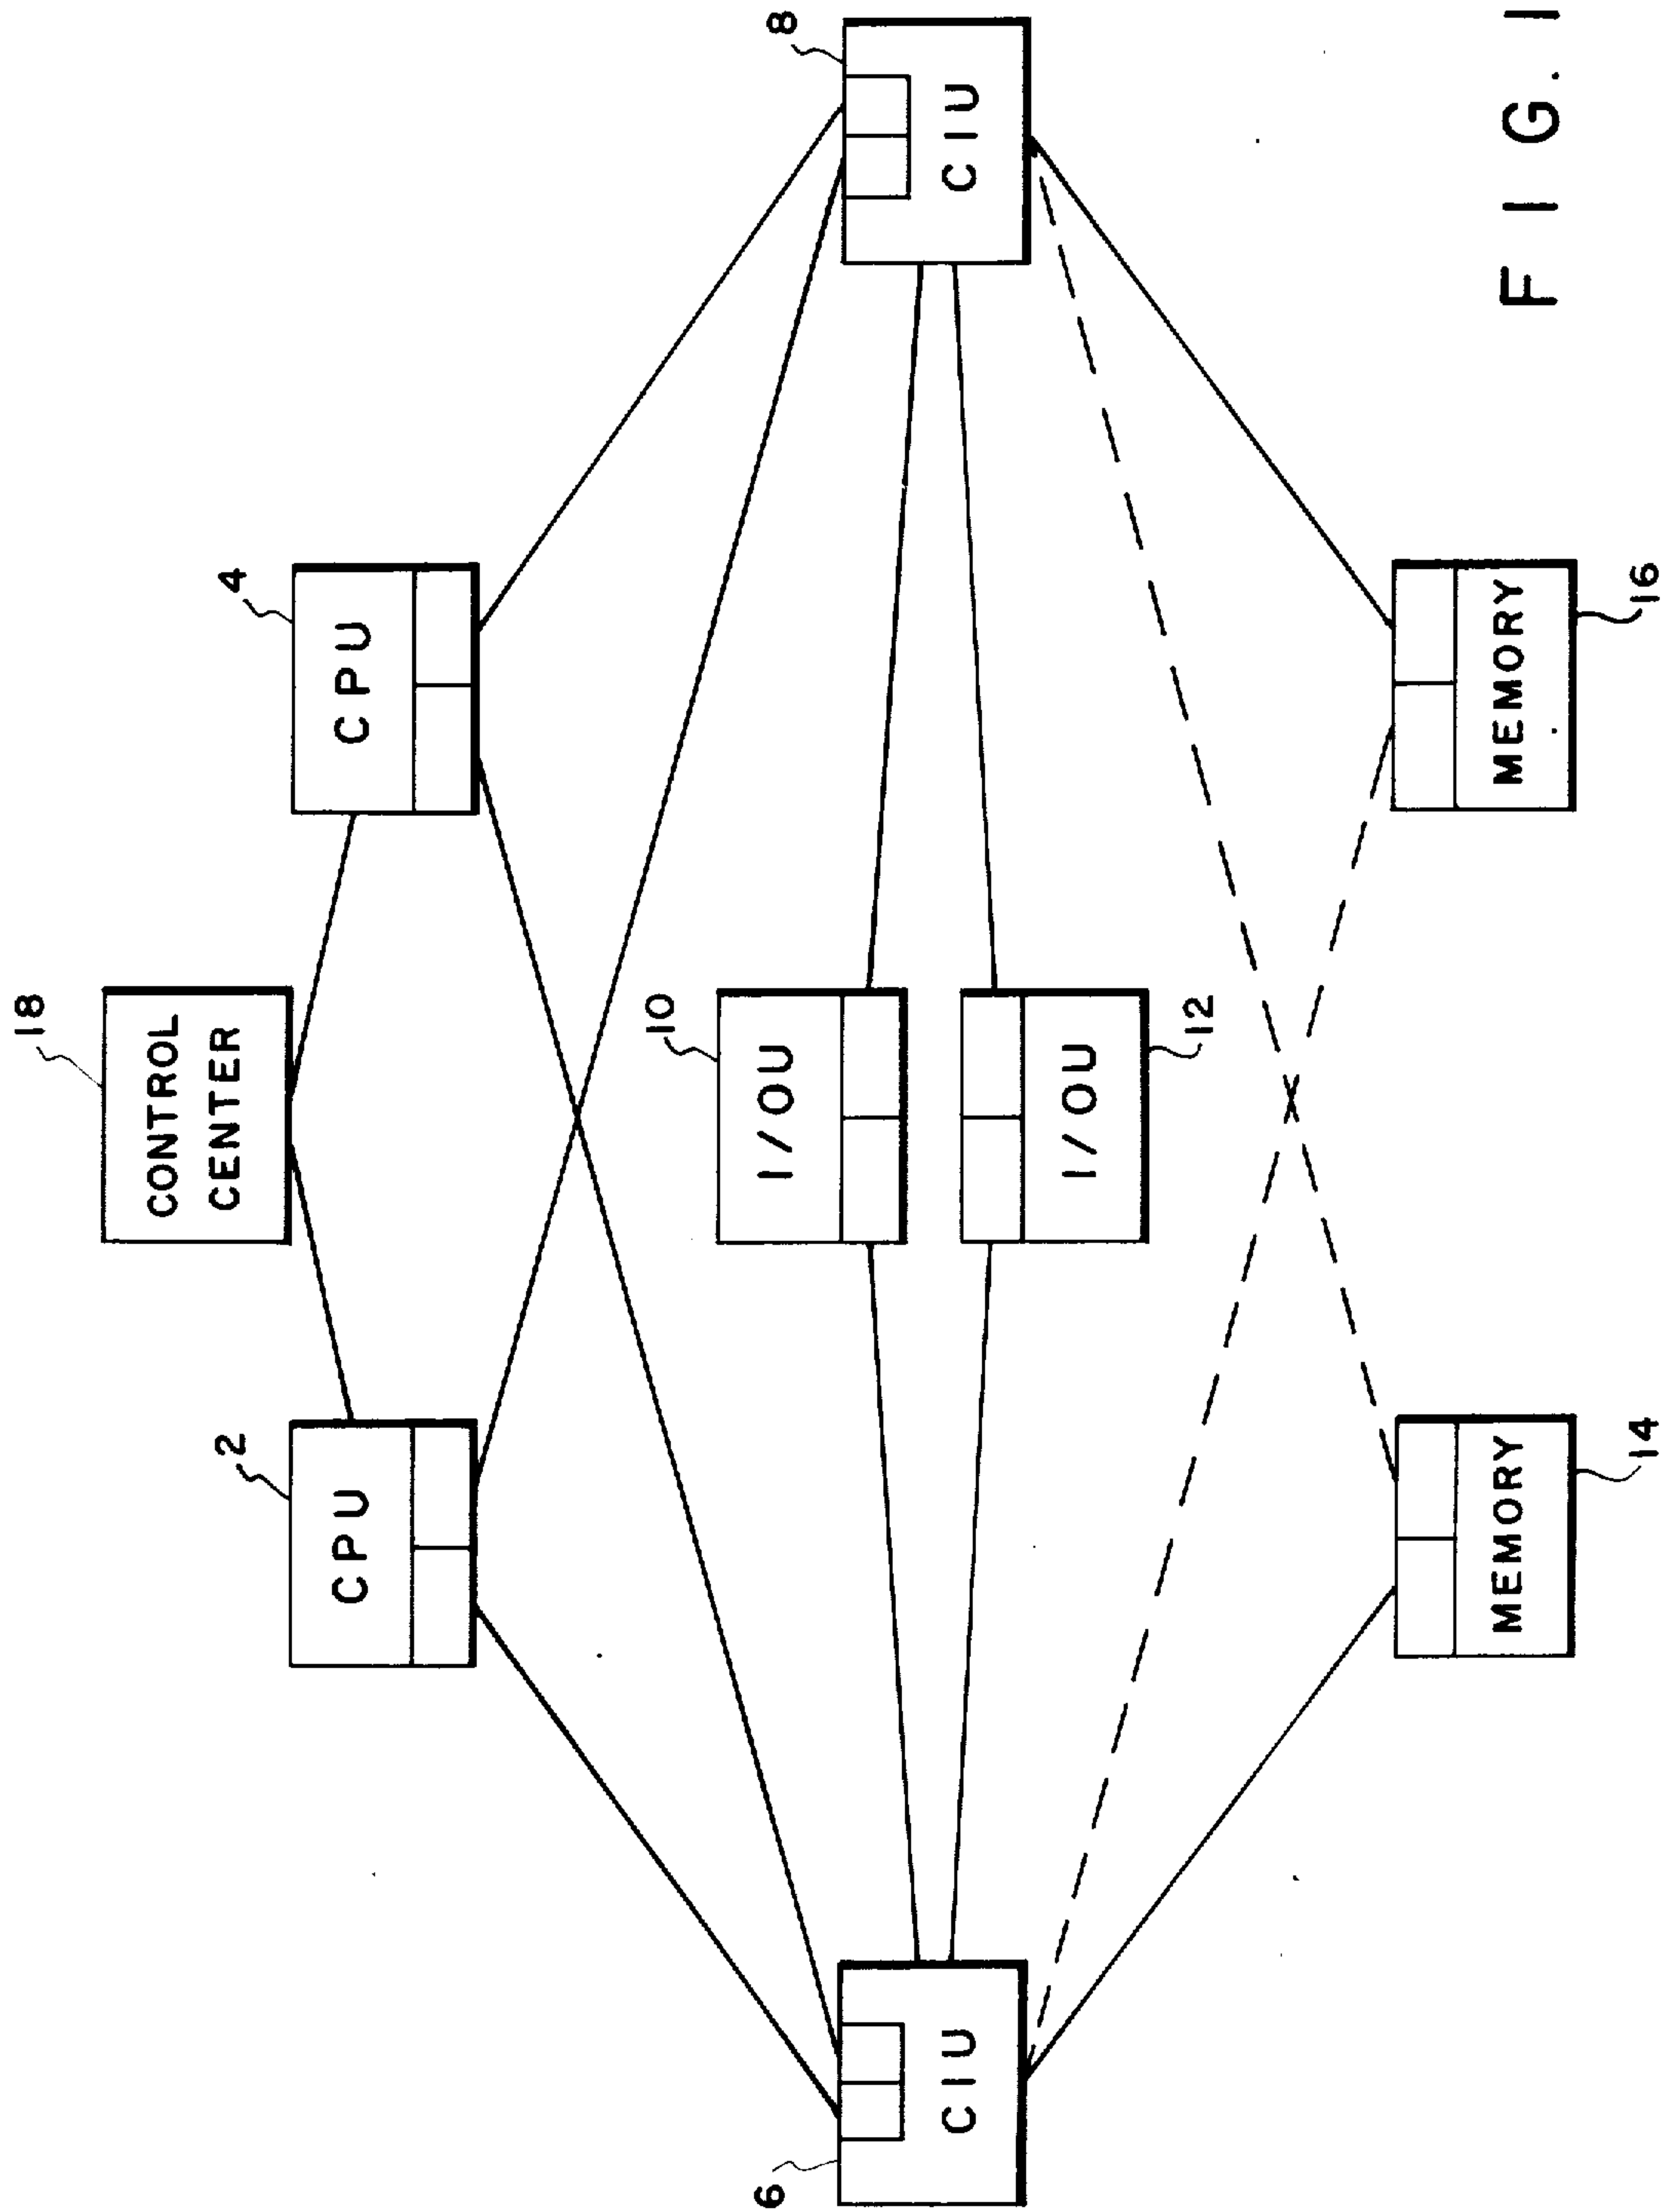 18
CONTROL
CENTER
2
CPU
4
CPU
6
CIU
10
I/OU
8
CIU
I/OU
12
MEMORY
14
MEMORY
16
FIG. 1